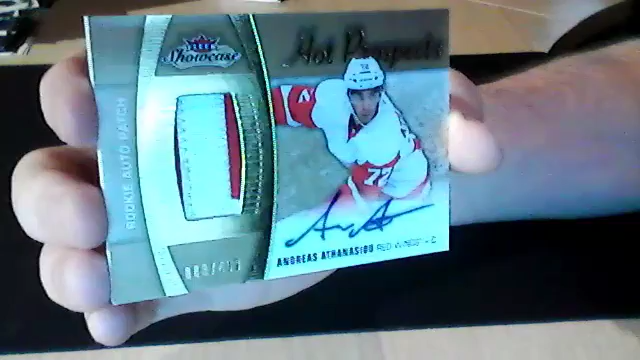 FLEER
Showcase
Hot Prospects
ROOKIE AUTO PATCH
72
ANDREAS ATHANASIOU RED WINGS - C